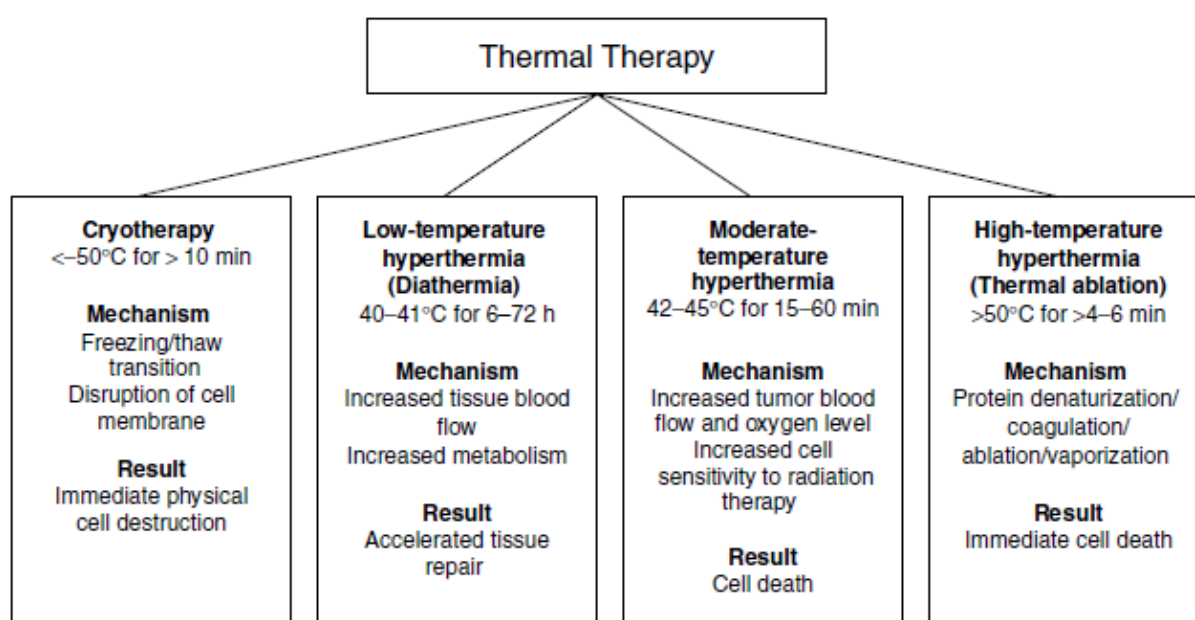 Thermal Therapy
Cryotherapy
<–50°C for > 10 min
Mechanism
Freezing/thaw
transition
Disruption of cell
membrane
Result
Immediate physical
cell destruction
Low-temperature
hyperthermia
(Diathermia)
40–41°C for 6–72 h
Mechanism
Increased tissue blood
flow
Increased metabolism
Result
Accelerated tissue
repair
Moderate-
temperature
hyperthermia
42–45°C for 15–60 min
Mechanism
Increased tumor blood
flow and oxygen level
Increased cell
sensitivity to radiation
therapy
Result
Cell death
High-temperature
hyperthermia
(Thermal ablation)
>50°C for >4–6 min
Mechanism
Protein denaturization/
coagulation/
ablation/vaporization
Result
Immediate cell death